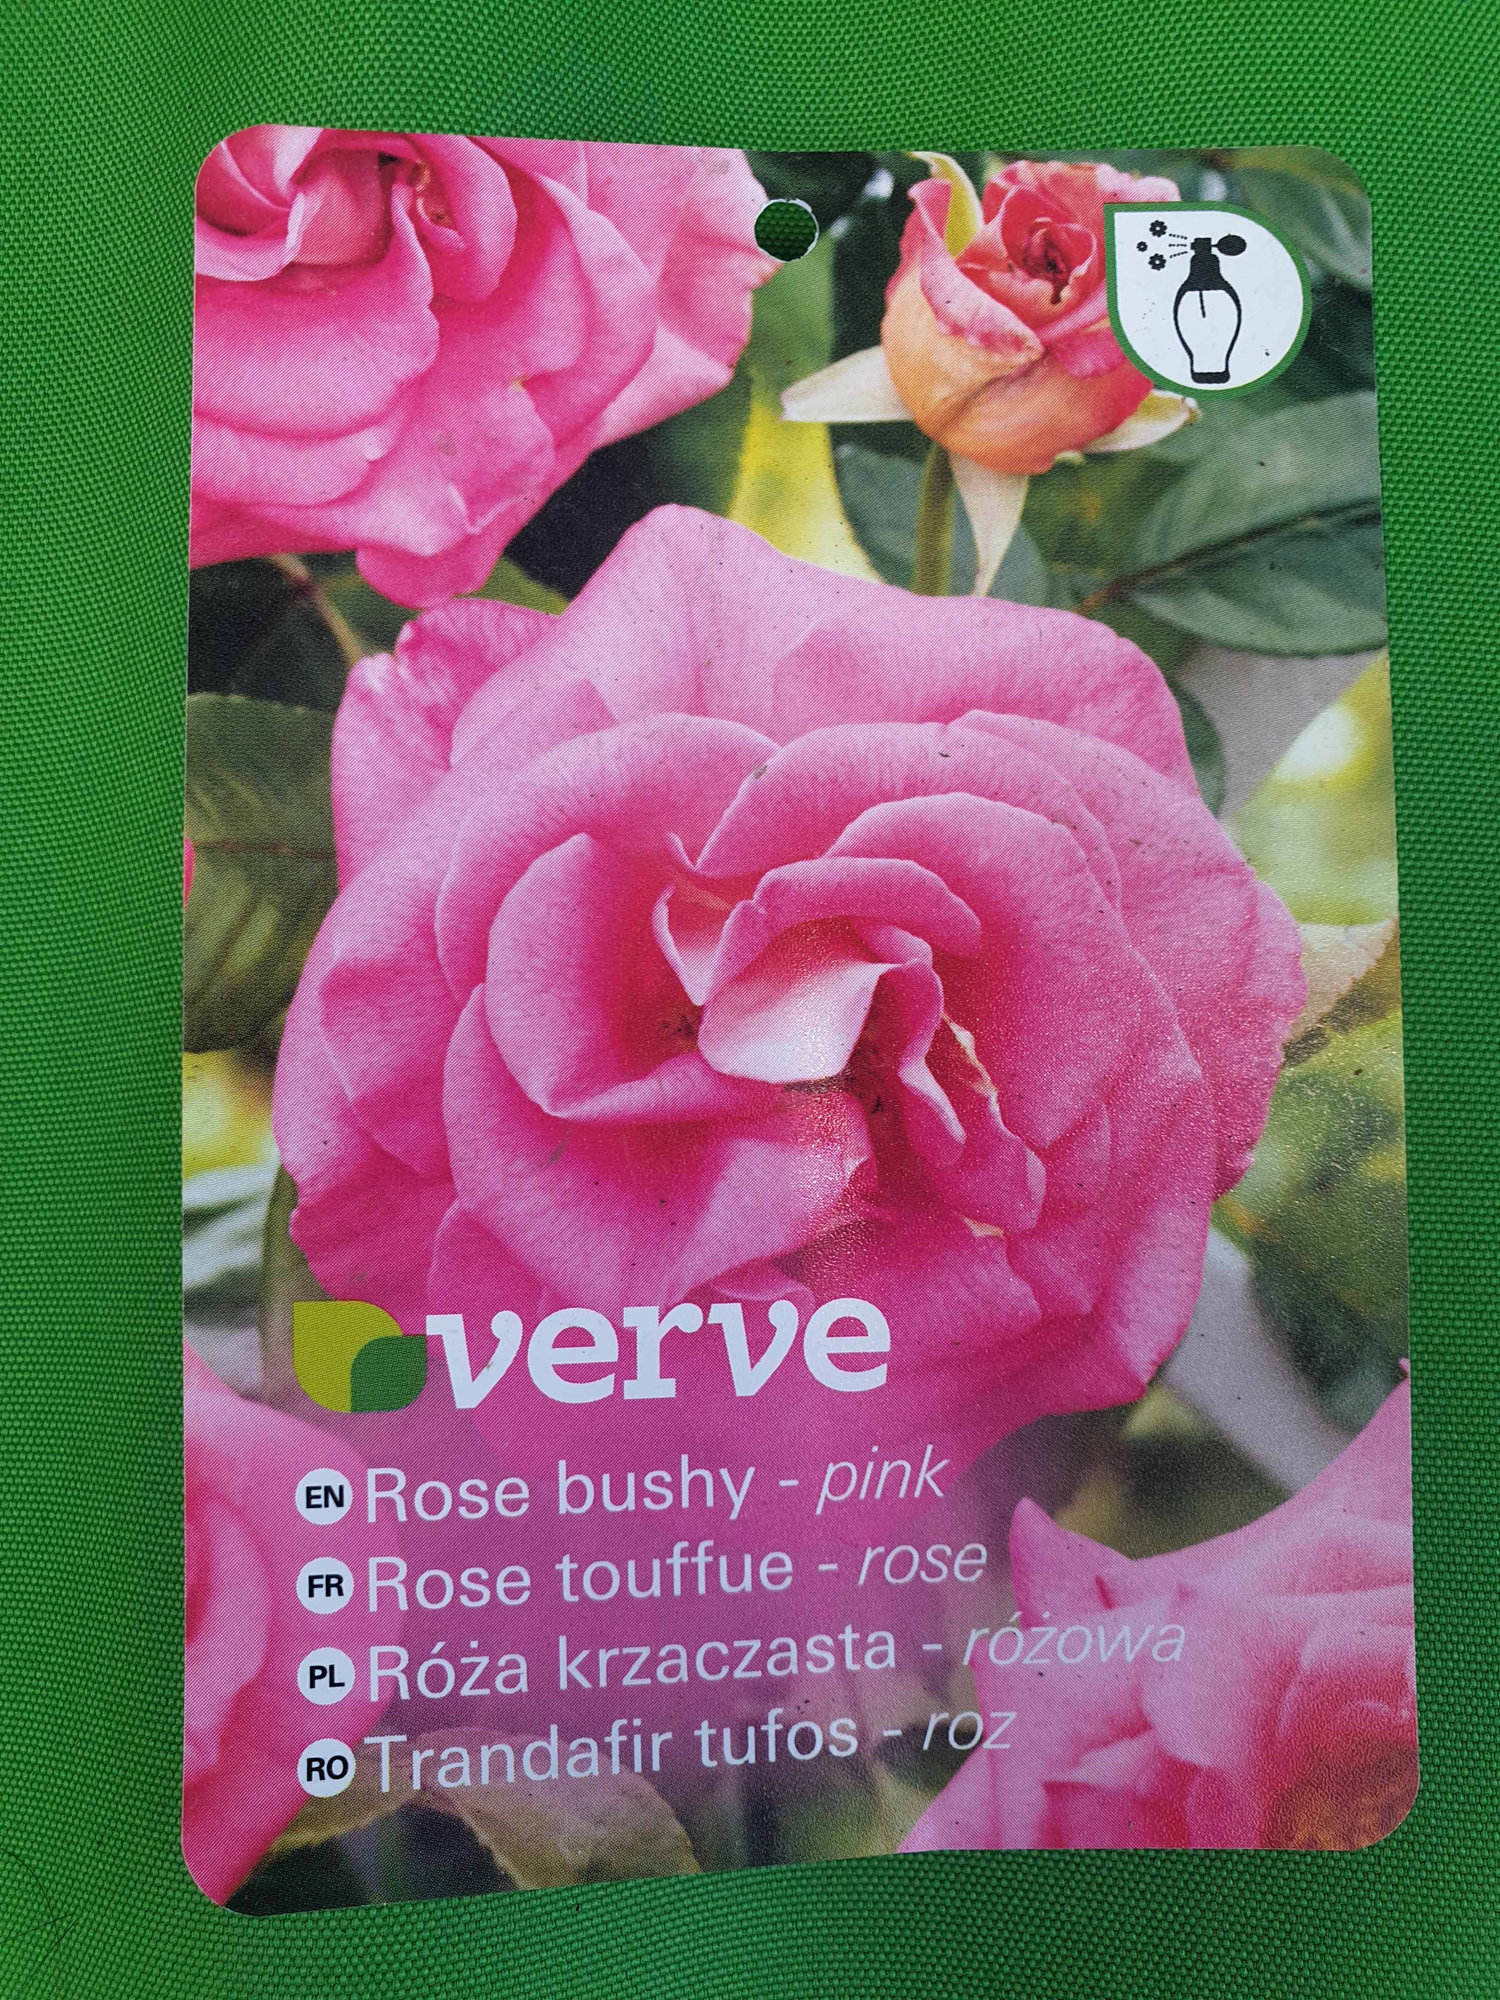 verve
EN Rose bushy - pink
FR Rose touffue - rose
PL Róża krzaczasta - różowa
RO Trandafir tufos - roz